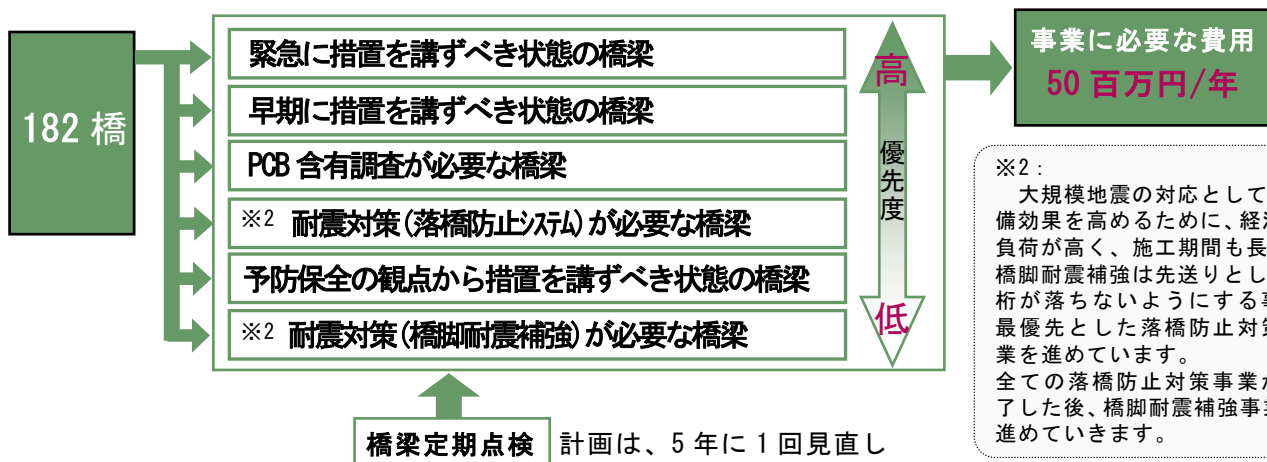 182 橋
緊急に措置を講ずべき状態の橋梁
早期に措置を講ずべき状態の橋梁
PCB 含有調査が必要な橋梁
※2 耐震対策(落橋防止システム)が必要な橋梁
予防保全の観点から措置を講ずべき状態の橋梁
※2 耐震対策(橋脚耐震補強)が必要な橋梁
高
優先度
低
橋梁定期点検
計画は、5 年に 1 回見直し
事業に必要な費用
50 百万円/年
※2：
大規模地震の対応として
備効果を高めるために、経
負荷が高く、施工期間も長
橋脚耐震補強は先送りとし
桁が落ちないようにする
最優先とした落橋防止対
業を進めています。
全ての落橋防止対策事業
了した後、橋脚耐震補強事
進めていきます。